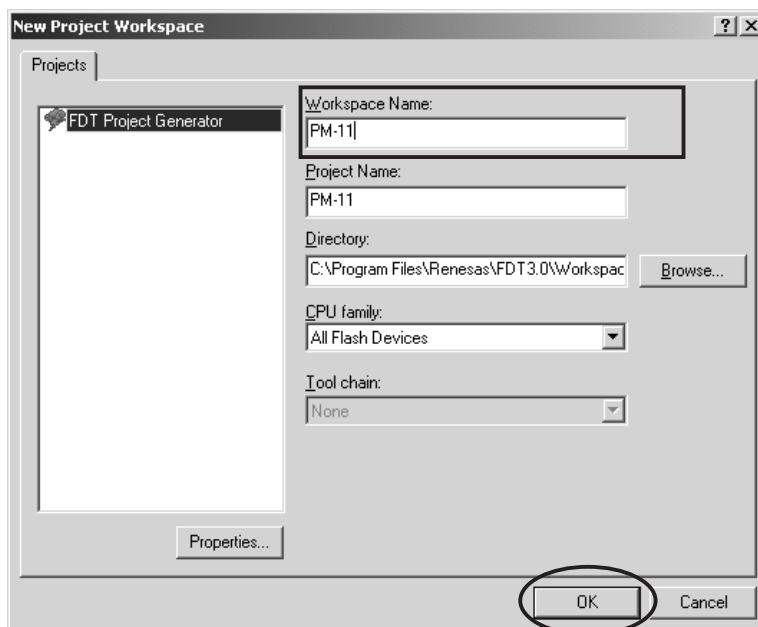 New Project Workspace
Projects
FDT Project Generator
Workspace Name:
PM-11
Project Name:
PM-11
Directory:
C:\Program Files\Renesas\FDT3.0\Workspac
Browse...
CPU family:
All Flash Devices
Tool chain:
None
Properties...
OK
Cancel